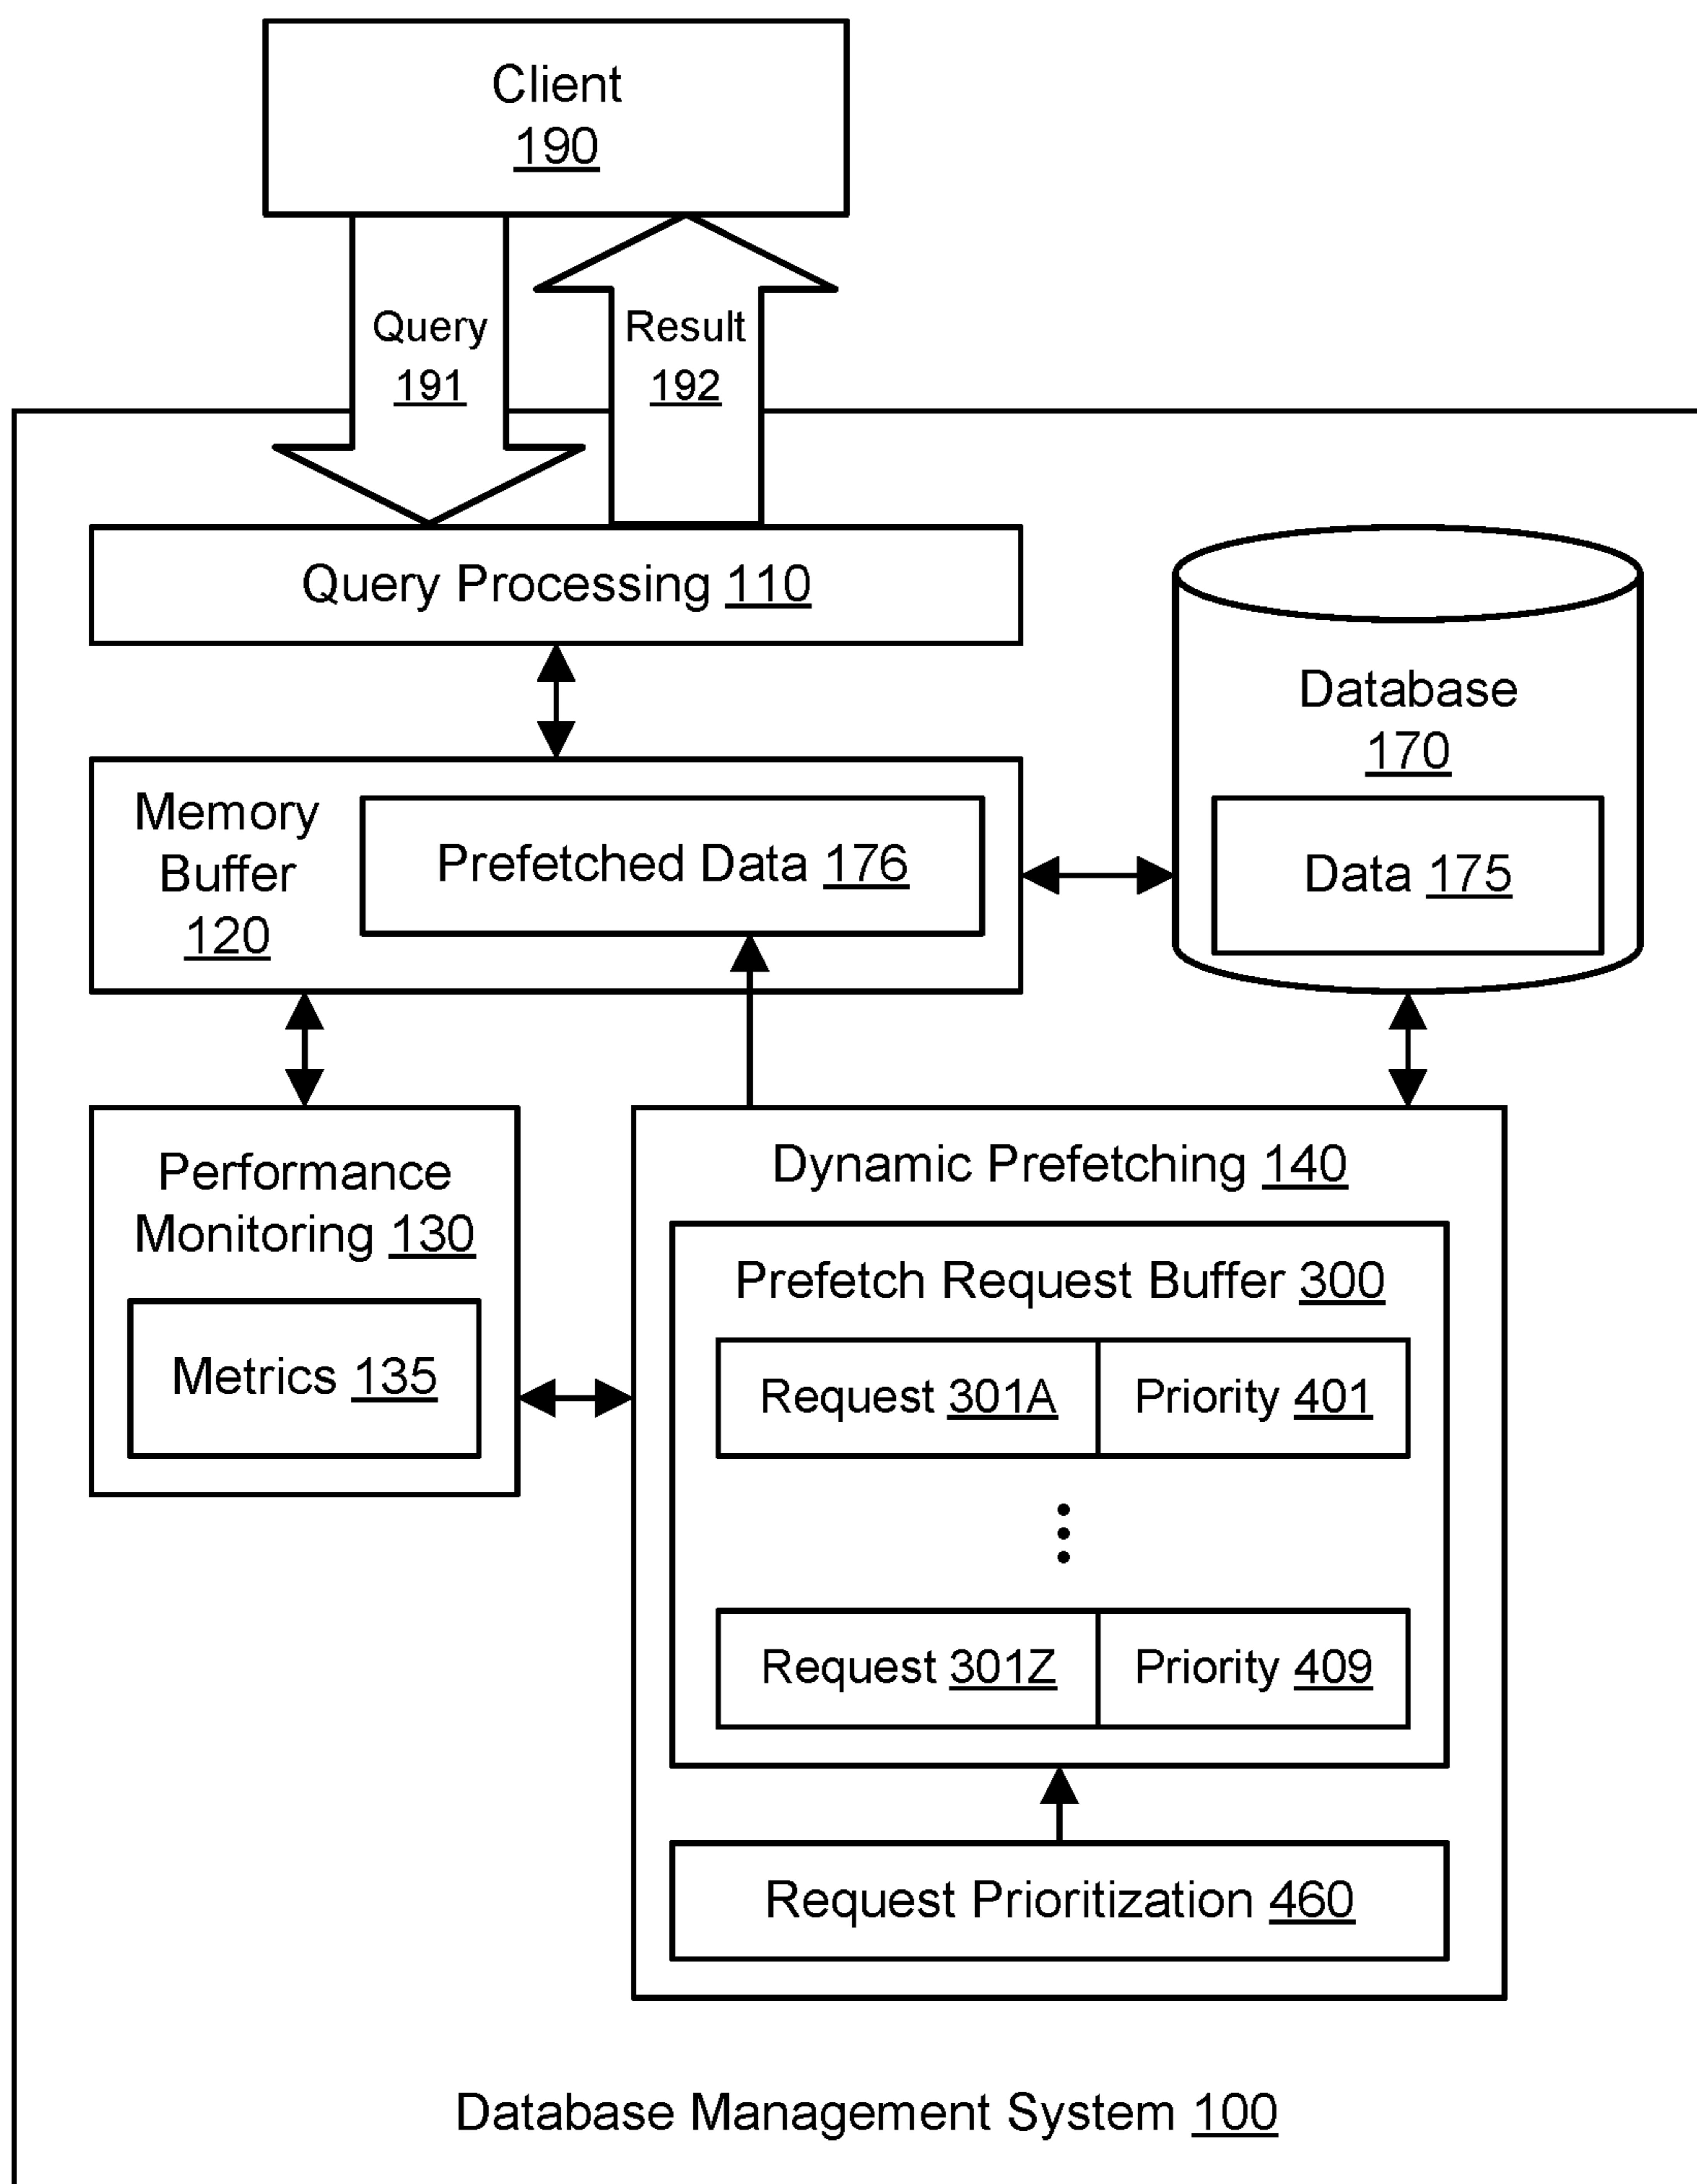 Client
190
Query
191
Result
192
Query Processing 110
Database
170
Data 175
Memory
Buffer
120
Prefetched Data 176
Performance
Monitoring 130
Metrics 135
Dynamic Prefetching 140
Prefetch Request Buffer 300
Request 301A
Priority 401
Request 301Z
Priority 409
Request Prioritization 460
Database Management System 100